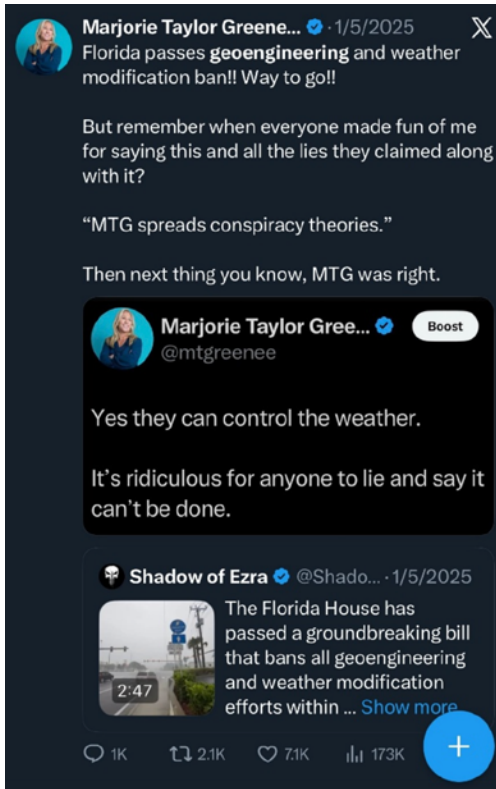 Marjorie Taylor Greene... · 1/5/2025 X
Florida passes geoengineering and weather
modification ban!! Way to go!!
But remember when everyone made fun of me
for saying this and all the lies they claimed along
with it?
“MTG spreads conspiracy theories.”
Then next thing you know, MTG was right.
Marjorie Taylor Gree... Boost
@mtgreenee
Yes they can control the weather.
It’s ridiculous for anyone to lie and say it
can’t be done.
Shadow of Ezra @Shado... · 1/5/2025
The Florida House has
passed a groundbreaking bill
that bans all geoengineering
and weather modification
efforts within ... Show more
2:47
1K 2.1K 7.1K 173K
+